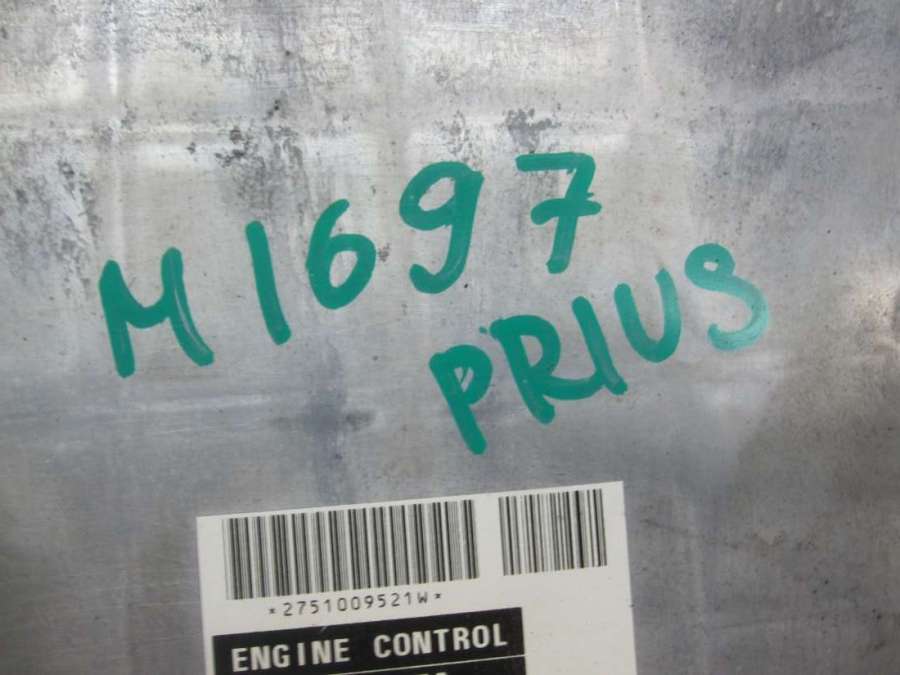 M1697
PRIUS
*2751009521W*
ENGINE CONTROL